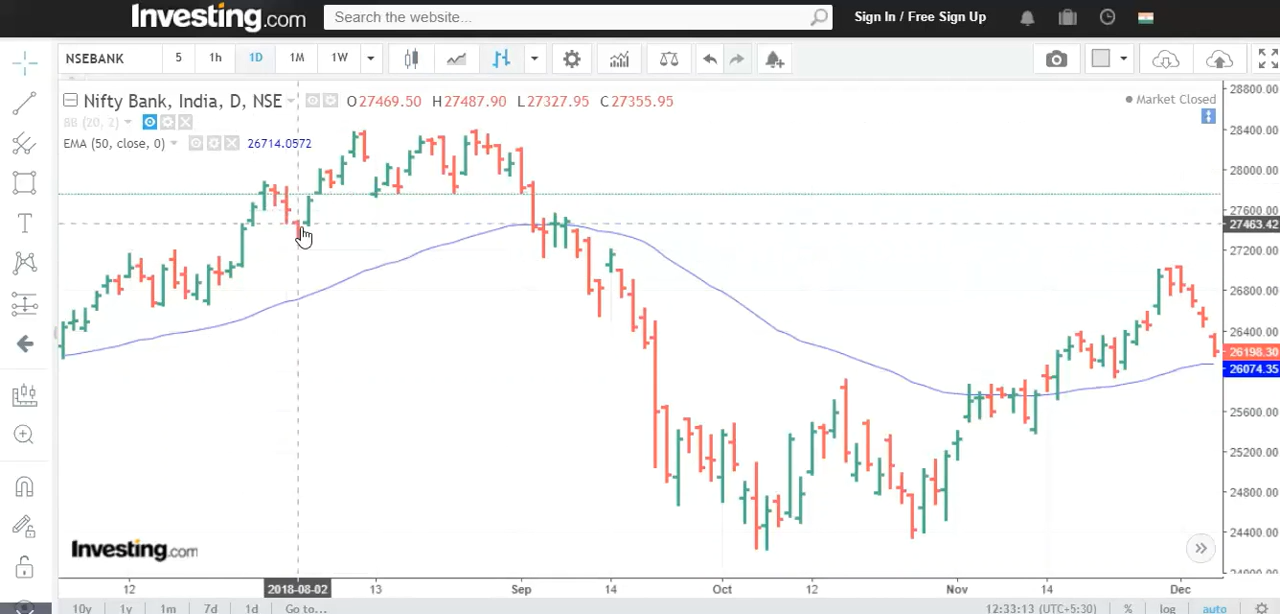 Investing.com Search the website... Sign In / Free Sign Up
NSEBANK 5 1h 1D 1M 1W
Nifty Bank, India, D, NSE O27469.50 H27487.90 L27327.95 C27355.95 Market Closed
BB (20, 2)
EMA (50, close, 0) 26714.0572
28800.00
28400.00
28000.00
27600.00
27463.42
27200.00
26800.00
26400.00
26198.30
26074.35
25600.00
25200.00
24800.00
24400.00
Investing.com
12 2018-08-02 13 Sep 14 Oct 12 Nov 14 Dec
10y 1y 1m 7d 1d Go to... 12:33:13 (UTC+5:30) % log auto